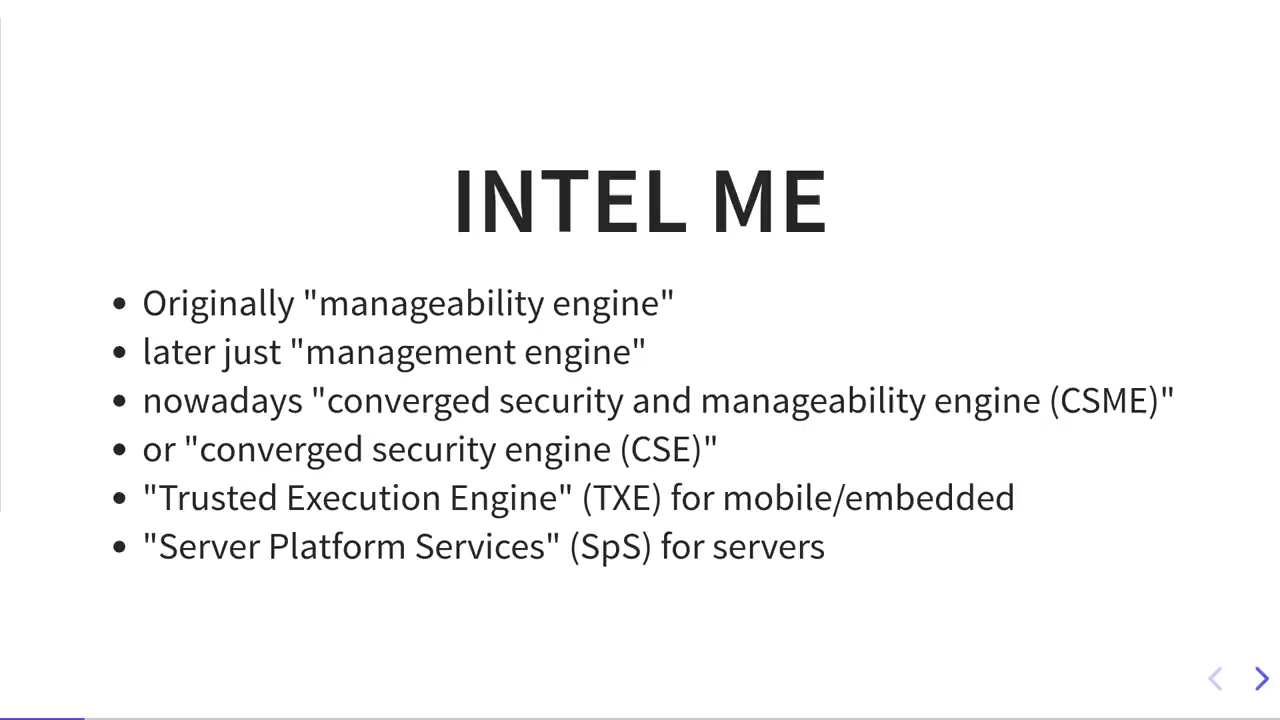 INTEL ME
Originally "manageability engine"
later just "management engine"
nowadays "converged security and manageability engine (CSME)"
or "converged security engine (CSE)"
"Trusted Execution Engine" (TXE) for mobile/embedded
"Server Platform Services" (SpS) for servers